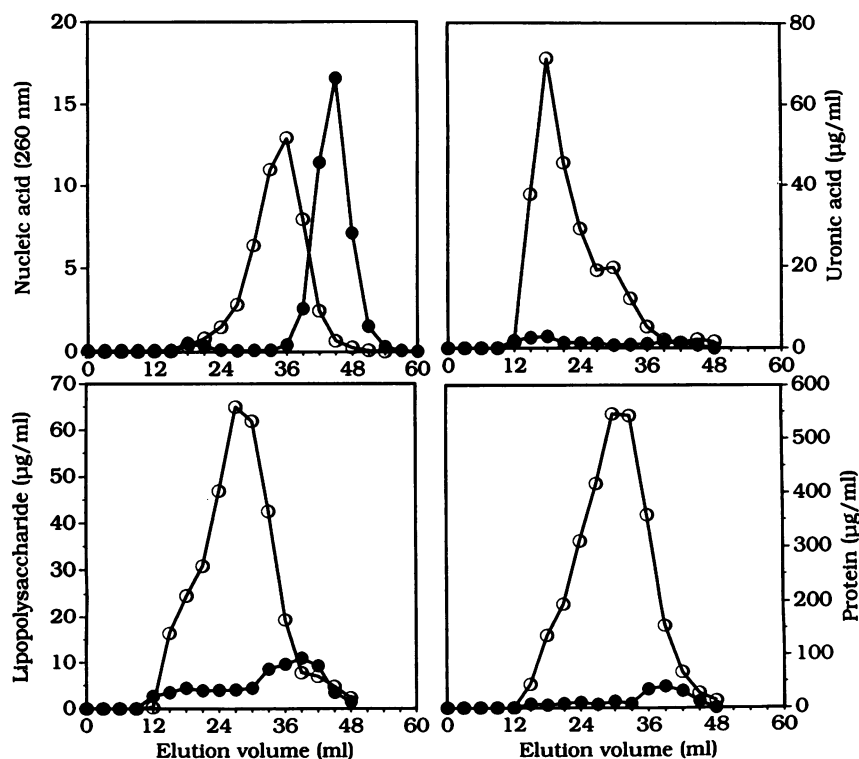 Nucleic acid (260 nm)
20
15
10
5
0
0 12 24 36 48 60
Uronic acid (µg/ml)
80
60
40
20
0
0 12 24 36 48 60
Lipopolysaccharide (µg/ml)
70
60
50
40
30
20
10
0
0 12 24 36 48 60
Elution volume (ml)
Protein (µg/ml)
600
500
400
300
200
100
0
0 12 24 36 48 60
Elution volume (ml)